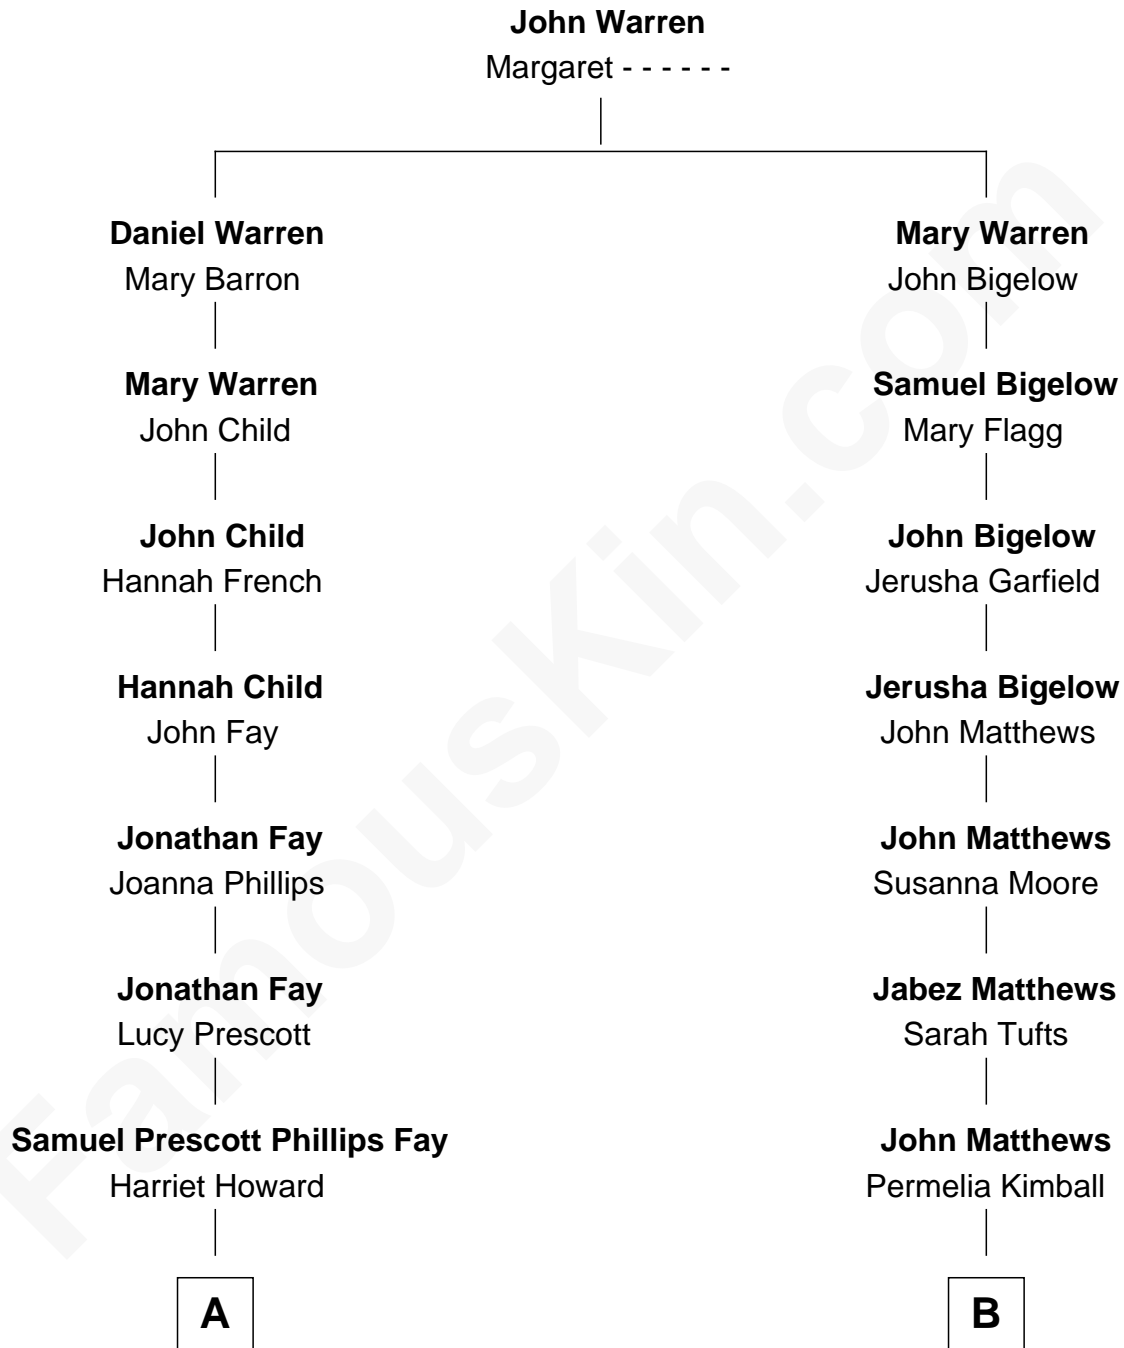 John Warren
Margaret - - - - - -
Daniel Warren
Mary Barron
Mary Warren
John Bigelow
Mary Warren
John Child
Samuel Bigelow
Mary Flagg
John Child
Hannah French
John Bigelow
Jerusha Garfield
Hannah Child
John Fay
Jerusha Bigelow
John Matthews
Jonathan Fay
Joanna Phillips
John Matthews
Susanna Moore
Jonathan Fay
Lucy Prescott
Jabez Matthews
Sarah Tufts
Samuel Prescott Phillips Fay
Harriet Howard
John Matthews
Permelia Kimball
A
B
FamousKin.com